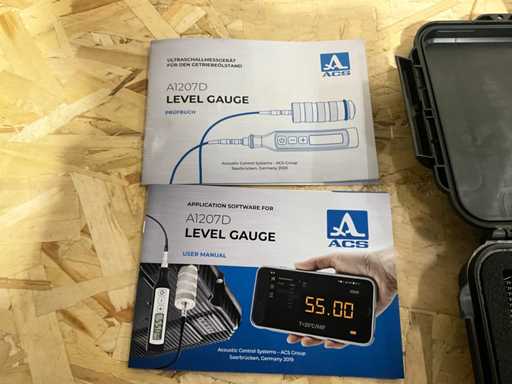 ULTRASCHALLMESSGERÄT
FÜR DEN GETRIEBEÖLSTAND
ACS
A1207D
LEVEL GAUGE
PRÜFBUCH
Acoustic Control Systems - ACS Group
Saarbrücken, Germany 2020
APPLICATION SOFTWARE FOR
A1207D
LEVEL GAUGE
ACS
USER MANUAL
55.00
Acoustic Control Systems - ACS Group
Saarbrücken, Germany 2019